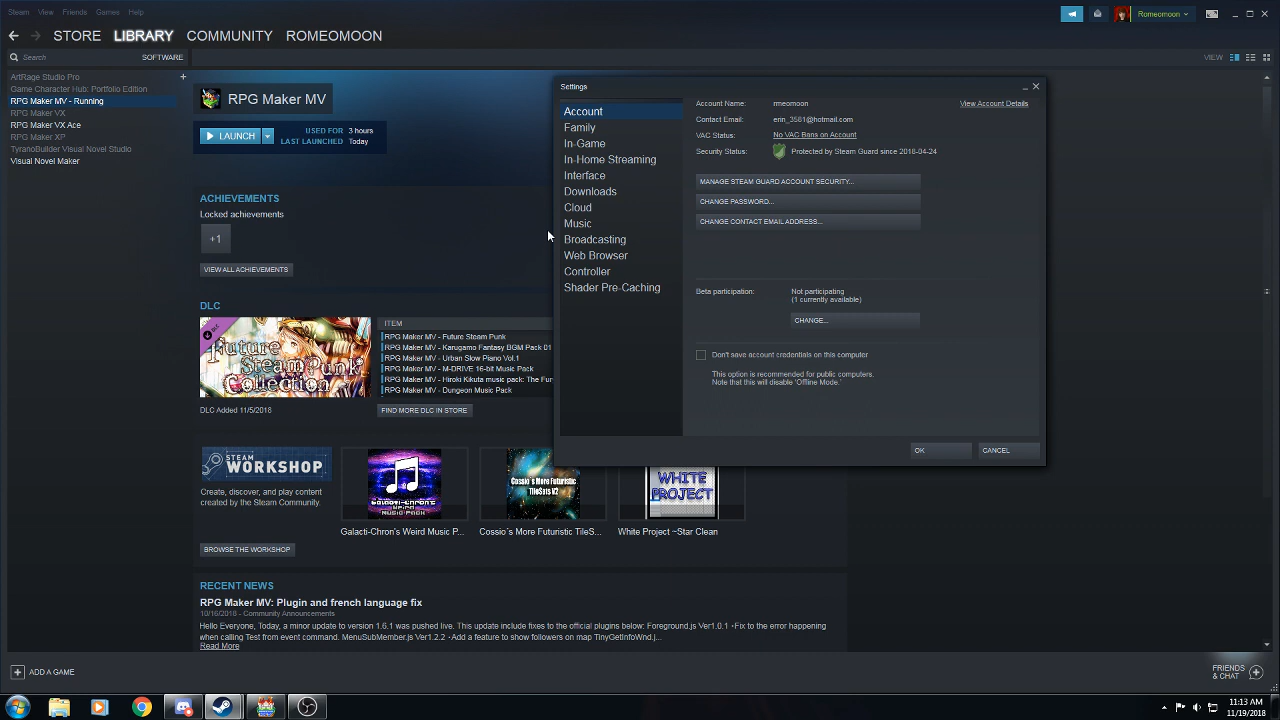 Steam View Friends Games Help
Romeomoon
STORE LIBRARY COMMUNITY ROMEOMOON
Search SOFTWARE VIEW
ArtRage Studio Pro
Game Character Hub: Portfolio Edition
RPG Maker MV - Running
RPG Maker VX
RPG Maker VX Ace
RPG Maker XP
TyranoBuilder Visual Novel Studio
Visual Novel Maker
RPG Maker MV
LAUNCH
USED FOR 3 hours
LAST LAUNCHED Today
ACHIEVEMENTS
Locked achievements
+1
VIEW ALL ACHIEVEMENTS
DLC
Future SteamPunk Collection
DLC Added 11/5/2018
ITEM
RPG Maker MV - Future Steam Punk
RPG Maker MV - Karugamo Fantasy BGM Pack 01
RPG Maker MV - Urban Slow Piano Vol.1
RPG Maker MV - M-DRIVE 16-bit Music Pack
RPG Maker MV - Hiroki Kikuta music pack: The Fur
RPG Maker MV - Dungeon Music Pack
FIND MORE DLC IN STORE
STEAM WORKSHOP
Create, discover, and play content
created by the Steam Community.
BROWSE THE WORKSHOP
Galacti-Chron's Weird Music P...
Cossio´s More Futuristic TileSets V2
Cossio´s More Futuristic TileS...
WHITE PROJECT
White Project ~Star Clean
RECENT NEWS
RPG Maker MV: Plugin and french language fix
10/16/2018 - Community Announcements
Hello Everyone, Today, a minor update to version 1.6.1 was pushed live. This update include fixes to the official plugins below: Foreground.js Ver1.0.1 ・Fix to the error happening
when calling Test from event command. MenuSubMember.js Ver1.2.2 ・Add a feature to show followers on map TinyGetInfoWnd.j...
Read More
ADD A GAME
FRIENDS
& CHAT
Settings
Account
Family
In-Game
In-Home Streaming
Interface
Downloads
Cloud
Music
Broadcasting
Web Browser
Controller
Shader Pre-Caching
Account Name: rmeomoon View Account Details
Contact Email: erin_3581@hotmail.com
VAC Status: No VAC Bans on Account
Security Status: Protected by Steam Guard since 2018-04-24
MANAGE STEAM GUARD ACCOUNT SECURITY...
CHANGE PASSWORD...
CHANGE CONTACT EMAIL ADDRESS...
Beta participation: Not participating
(1 currently available)
CHANGE...
Don't save account credentials on this computer
This option is recommended for public computers.
Note that this will disable 'Offline Mode.'
OK CANCEL
11:13 AM
11/19/2018